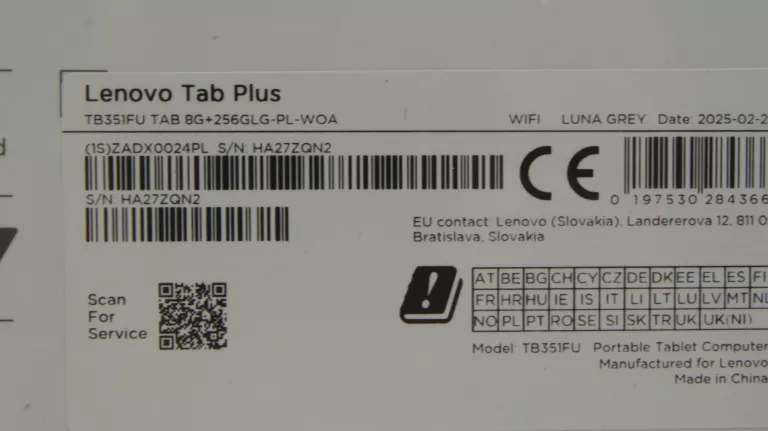 Lenovo Tab Plus
TB351FU TAB 8G+256GLG-PL-WOA WIFI LUNA GREY Date: 2025-02-2
(1S)ZADX0024PL S/N: HA27ZQN2
S/N: HA27ZQN2
CE
0 197530 284366
EU contact: Lenovo (Slovakia), Landererova 12, 811 0
Bratislava, Slovakia
AT BE BG CH CY CZ DE DK EE EL ES FI
FR HR HU IE IS IT LI LT LU LV MT NL
NO PL PT RO SE SI SK TR UK UK(NI)
Scan
For
Service
Model: TB351FU Portable Tablet Computer
Manufactured for Lenovo
Made in China
d